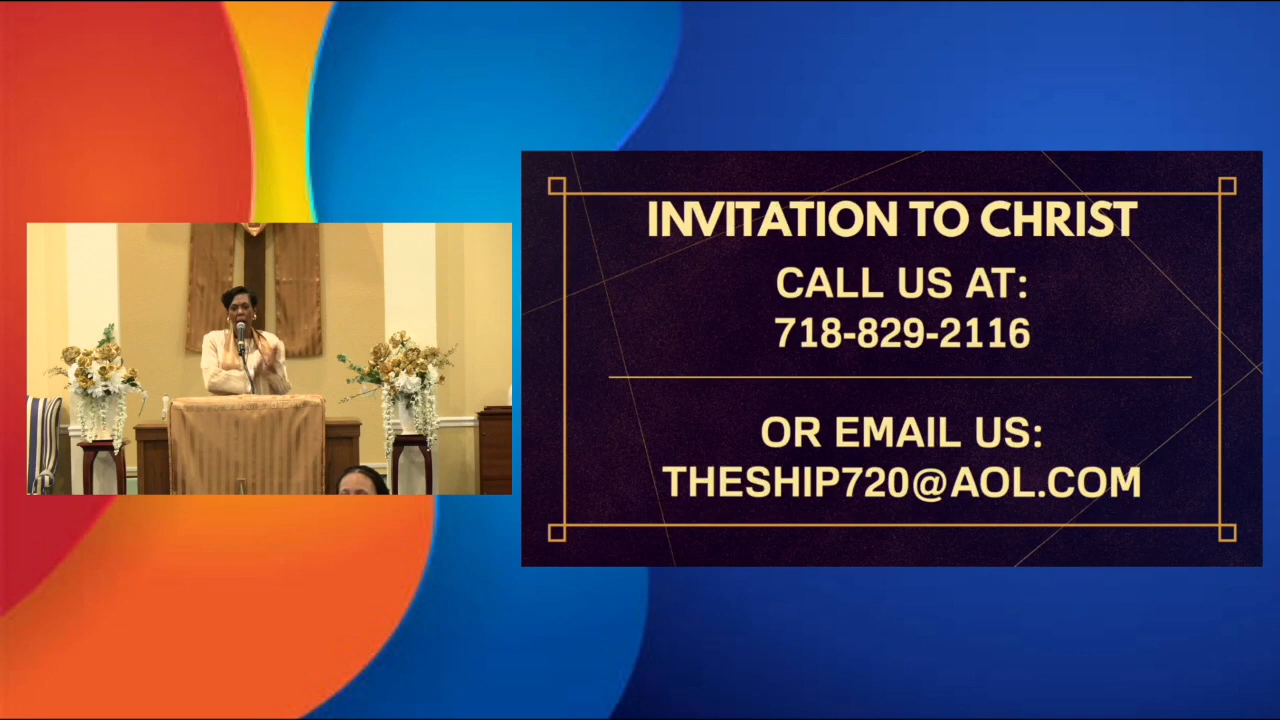 INVITATION TO CHRIST
CALL US AT:
718-829-2116
OR EMAIL US:
THESHIP720@AOL.COM